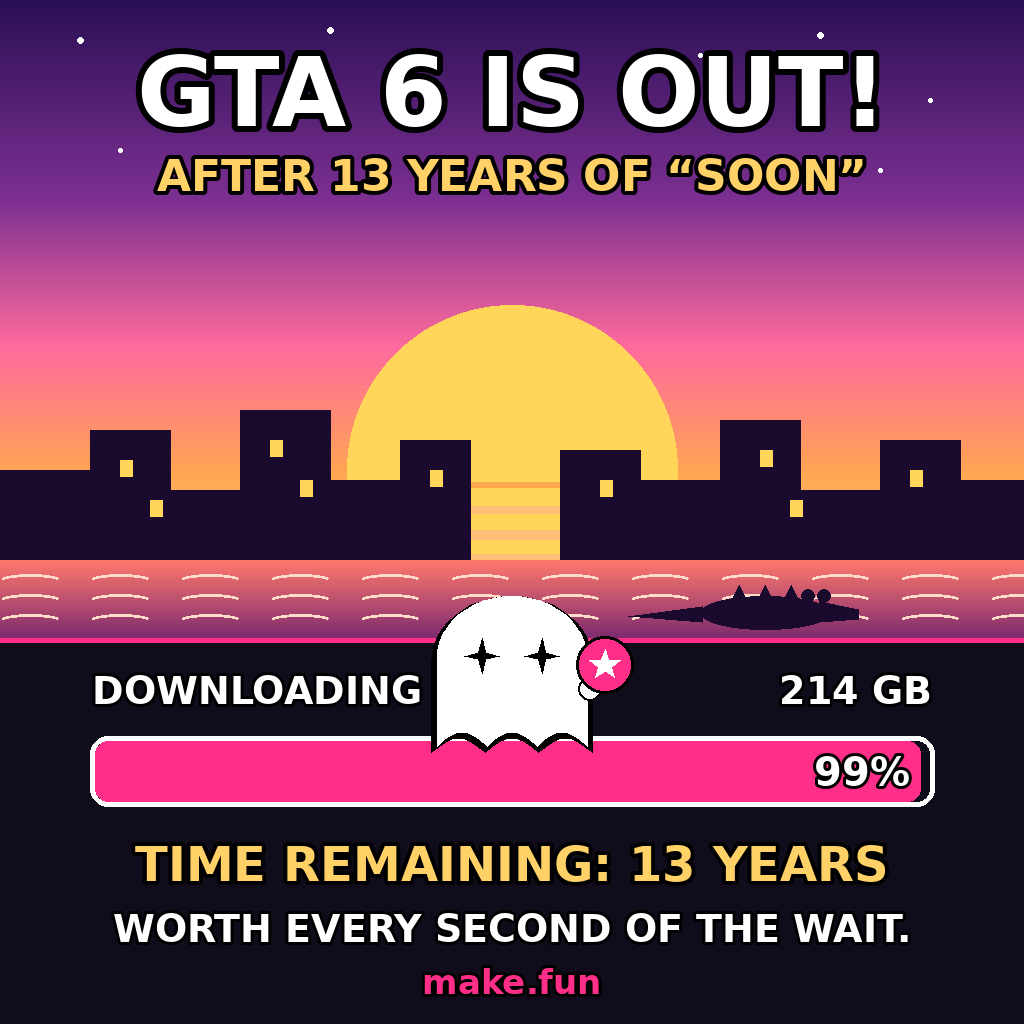 GTA 6 IS OUT!
AFTER 13 YEARS OF “SOON”
DOWNLOADING 214 GB
99%
TIME REMAINING: 13 YEARS
WORTH EVERY SECOND OF THE WAIT.
make.fun